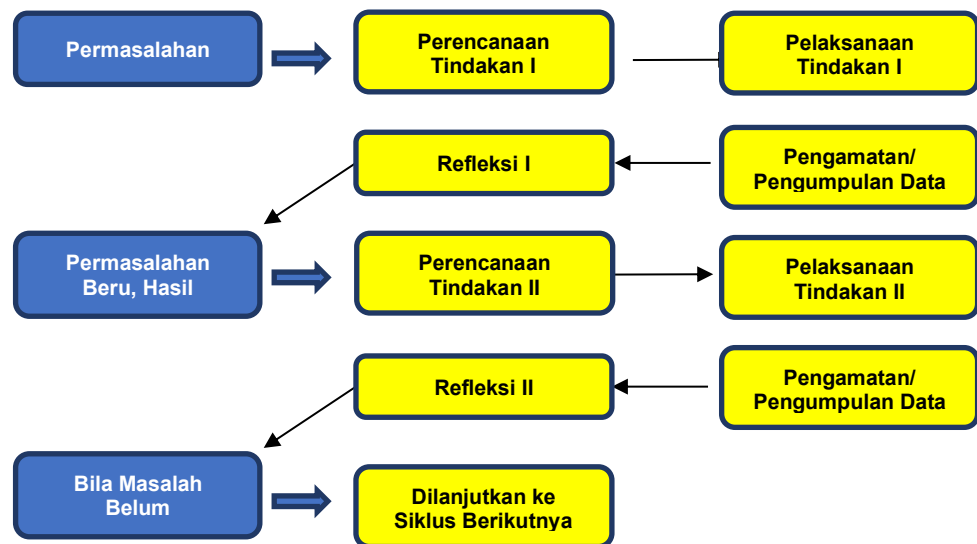 Permasalahan
Perencanaan
Tindakan I
Pelaksanaan
Tindakan I
Refleksi I
Pengamatan/
Pengumpulan Data
Permasalahan
Beru, Hasil
Perencanaan
Tindakan II
Pelaksanaan
Tindakan II
Refleksi II
Pengamatan/
Pengumpulan Data
Bila Masalah
Belum
Dilanjutkan ke
Siklus Berikutnya